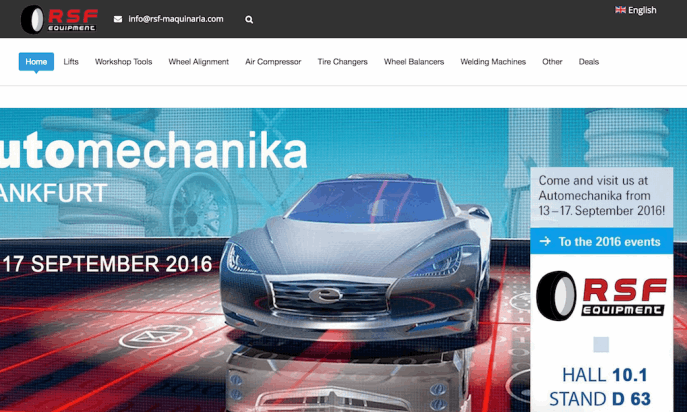 RSF
EQUIPMENT
info@rsf-maquinaria.com
English
Home Lifts Workshop Tools Wheel Alignment Air Compressor Tire Changers Wheel Balancers Welding Machines Other Deals
utomechanika
ANKFURT
17 SEPTEMBER 2016
Come and visit us at
Automechanika from
13–17. September 2016!
→ To the 2016 events
RSF
EQUIPMENT
HALL 10.1
STAND D 63